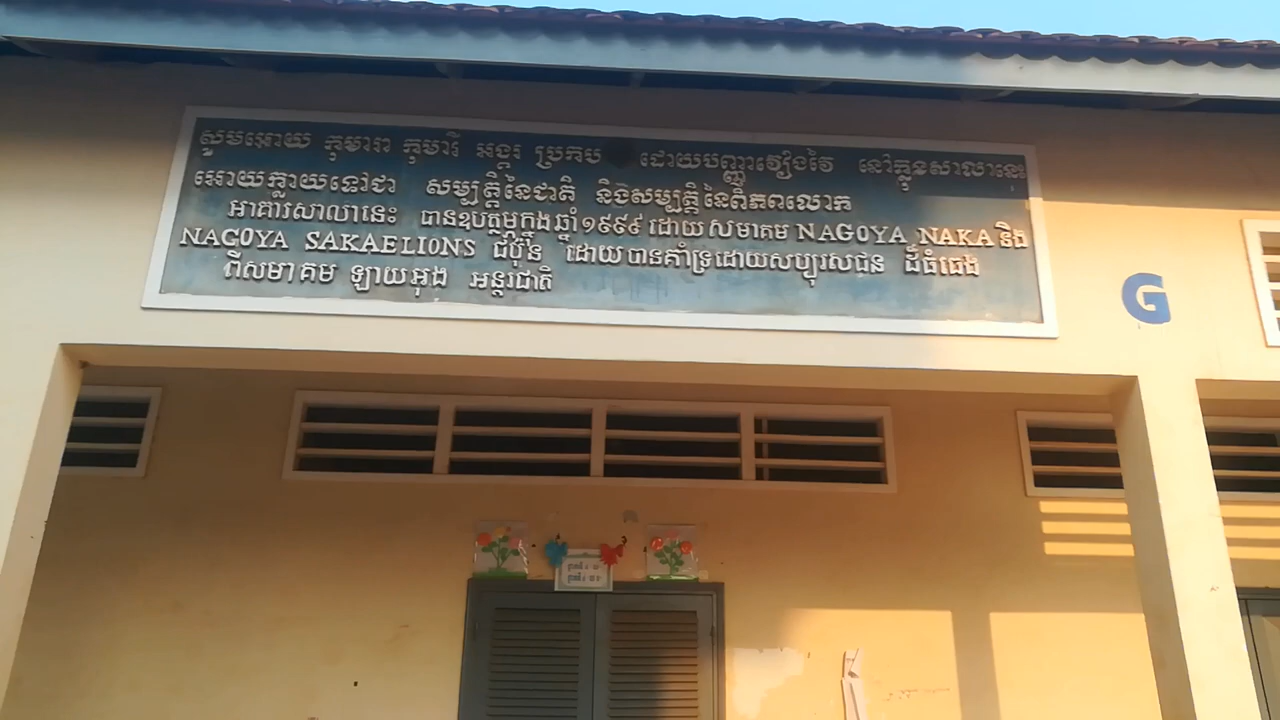 សូមអោយ កុមារា កុមារី អង្គរ ប្រកប ដោយបញ្ញាវៀងវៃ នៅក្នុងសាលានេះ
អោយក្លាយទៅជា សម្បត្តិនៃជាតិ និងសម្បត្តិនៃពិភពលោក
អាគារសាលានេះ បានឧបត្ថម្ភក្នុងឆ្នាំ ១៩៩៩ ដោយ សមាគម NAGOYA NAKA និង
NAGOYA SAKAELIONS ជប៉ុន ដោយបានគាំទ្រដោយសប្បុរសជន ដ៏ធំធេង
ពីសមាគម ឡាយអុង អន្តរជាតិ
G